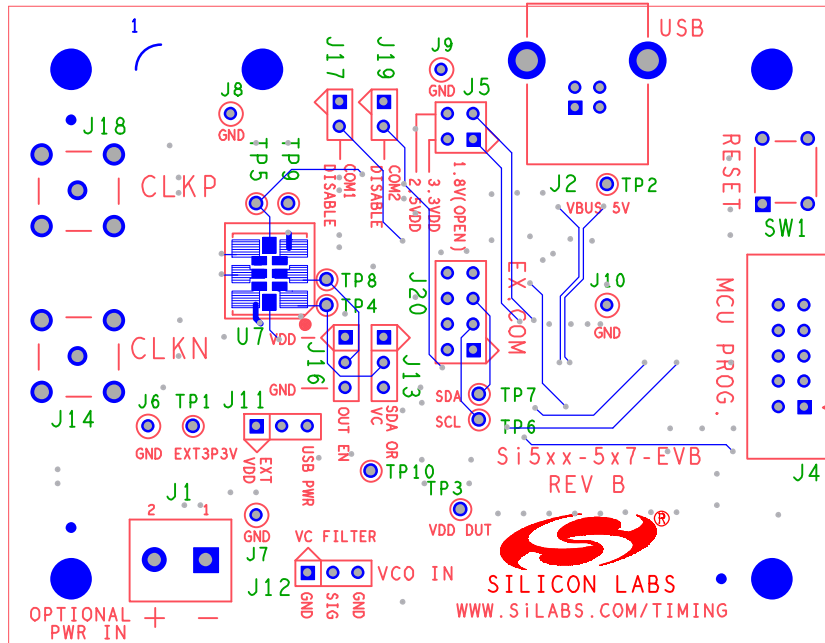 1
USB
J9
GND
J17
J19
J5
J8
GND
J18
CLKP
TP5
TP9
COM1
DISABLE
COM2
DISABLE
2.5VDD
3.3VDD
1.8V(OPEN)
J2
TP2
VBUS 5V
RESET
SW1
TP8
TP4
J20
EX.COM
J10
GND
MCU PROG.
U7
VDD
GND
J16
J13
CLKN
J14
J6
GND
TP1
EXT3P3V
J11
EXT
VDD
USB PWR
OUT EN
SDA OR
VC
SDA
TP7
SCL
TP6
TP10
Si5xx-5x7-EVB
REV B
J4
J1
2
1
GND
J7
TP3
VDD DUT
VC FILTER
J12
VCO IN
GND
SIG
GND
®
SILICON LABS
WWW.SiLABS.COM/TIMING
OPTIONAL
PWR IN
+
-